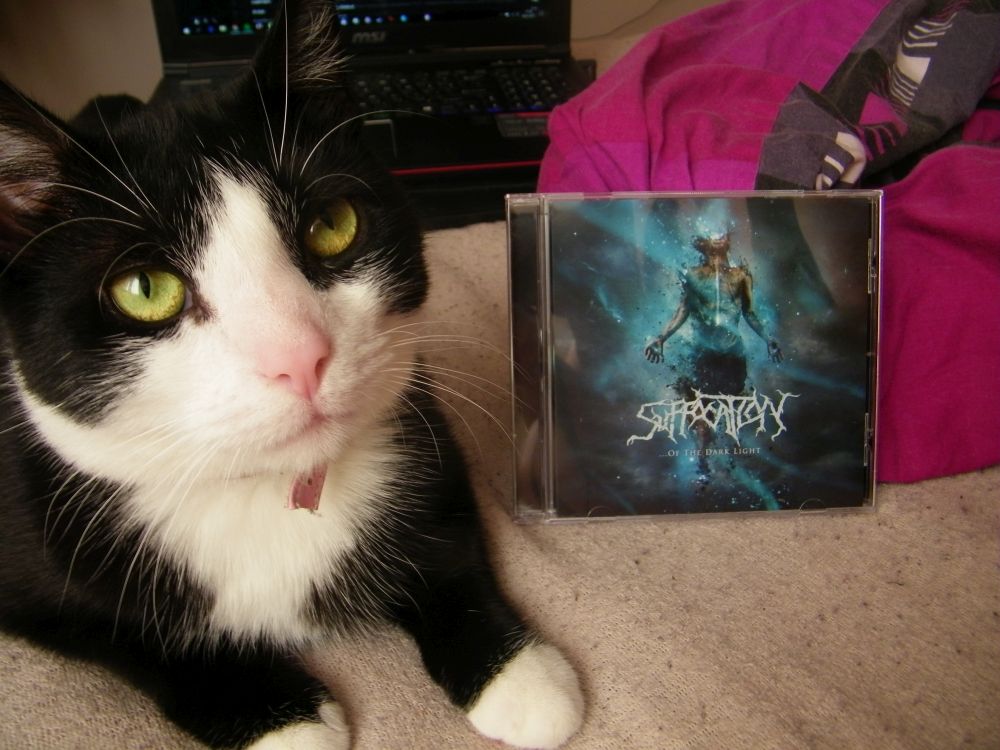 msi
SUFFOCATION
...OF THE DARK LIGHT